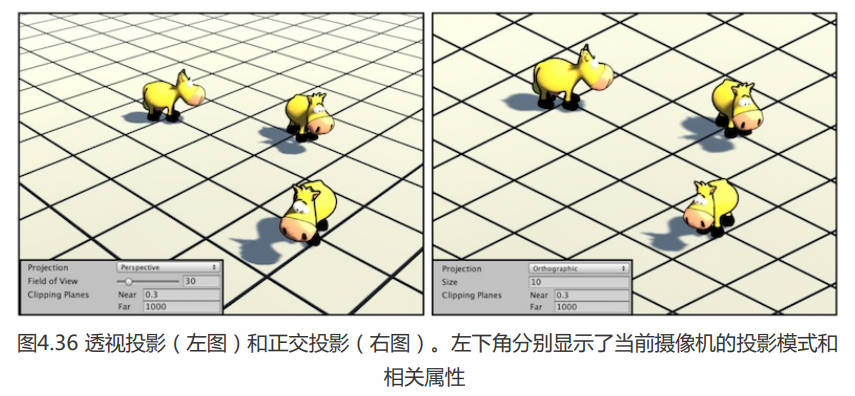 Projection Perspective
Field of View 30
Clipping Planes Near 0.3
Far 1000
Projection Orthographic
Size 10
Clipping Planes Near 0.3
Far 1000
图4.36 透视投影（左图）和正交投影（右图）。左下角分别显示了当前摄像机的投影模式和
相关属性